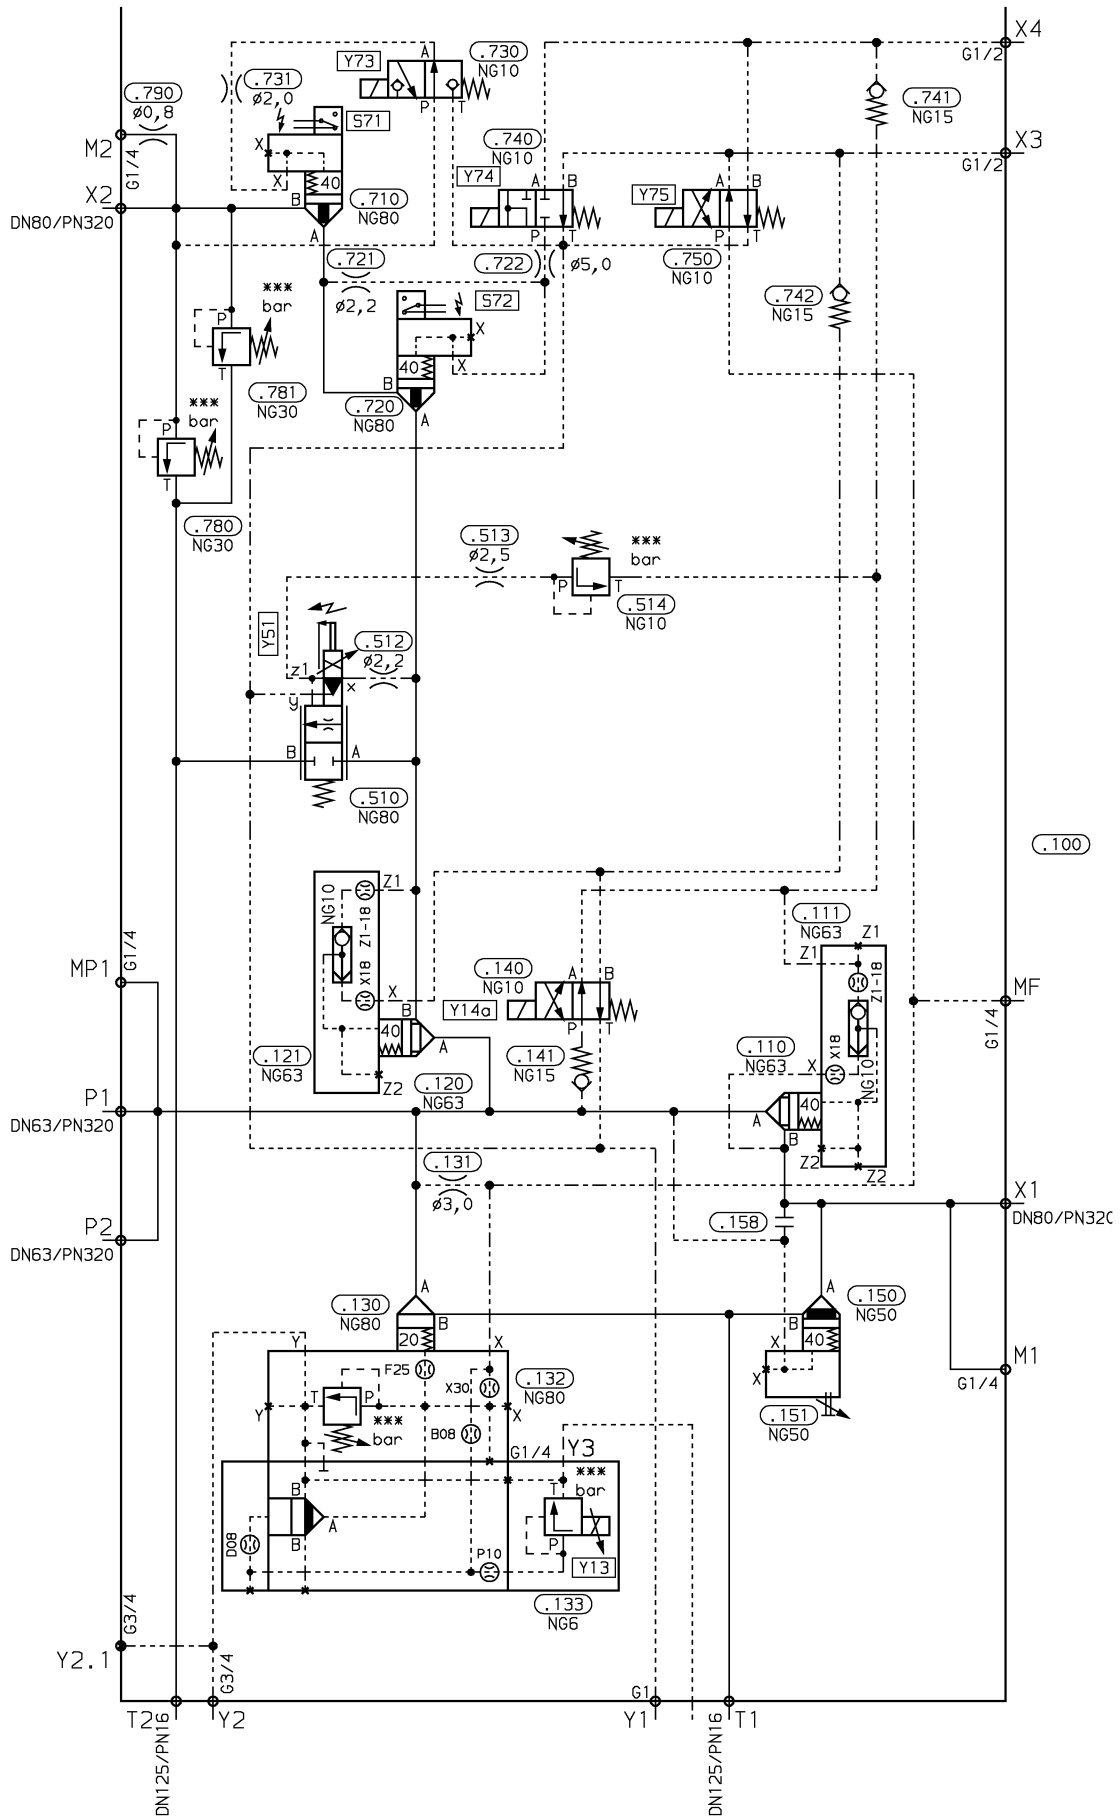 X4
G1/2
.730
NG10
Y73
A
P
T
.731
ø2,0
.790
ø0,8
.741
NG15
S71
M2
G1/4
X
X
40
.740
NG10
X3
G1/2
Y74
A
B
P
T
Y75
A
B
P
T
X2
DN80/PN320
B
.710
NG80
A
.721
ø2,2
.722
ø5,0
.750
NG10
.742
NG15
***
bar
S72
X
X
P
T
40
B
.781
NG30
.720
NG80
A
***
bar
P
T
.780
NG30
.513
ø2,5
***
bar
P
T
.514
NG10
Y51
.512
ø2,2
z1
x
y
B
A
.510
NG80
.100
NG10
Z1
Z1-18
X18
X
.111
NG63
Z1
Z1
Z1-18
MP1
G1/4
.140
NG10
A
B
MF
G1/4
Y14a
P
T
B
40
A
.121
NG63
.141
NG15
.110
NG63
X18
X
NG10
Z2
.120
NG63
P1
DN63/PN320
A
40
B
Z2
Z2
.131
ø3,0
X1
DN80/PN320
.158
P2
DN63/PN320
A
.130
NG80
B
20
A
.150
NG50
B
40
Y
X
X
M1
G1/4
F25
X30
.132
NG80
X
T
P
Y
X
***
bar
B08
.151
NG50
G1/4
Y3
***
bar
B
T
A
D08
B
P
P10
Y13
.133
NG6
G3/4
Y2.1
G3/4
G1
T2
Y2
Y1
T1
DN125/PN16
DN125/PN16